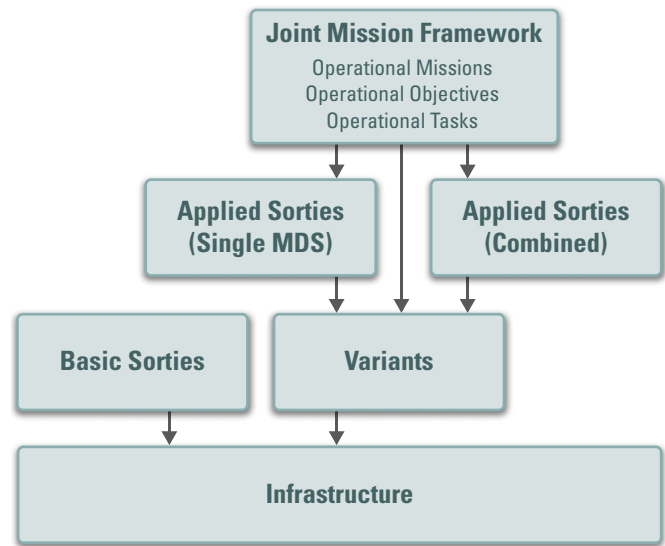 Joint Mission Framework
Operational Missions
Operational Objectives
Operational Tasks
Applied Sorties
(Single MDS)
Applied Sorties
(Combined)
Basic Sorties
Variants
Infrastructure